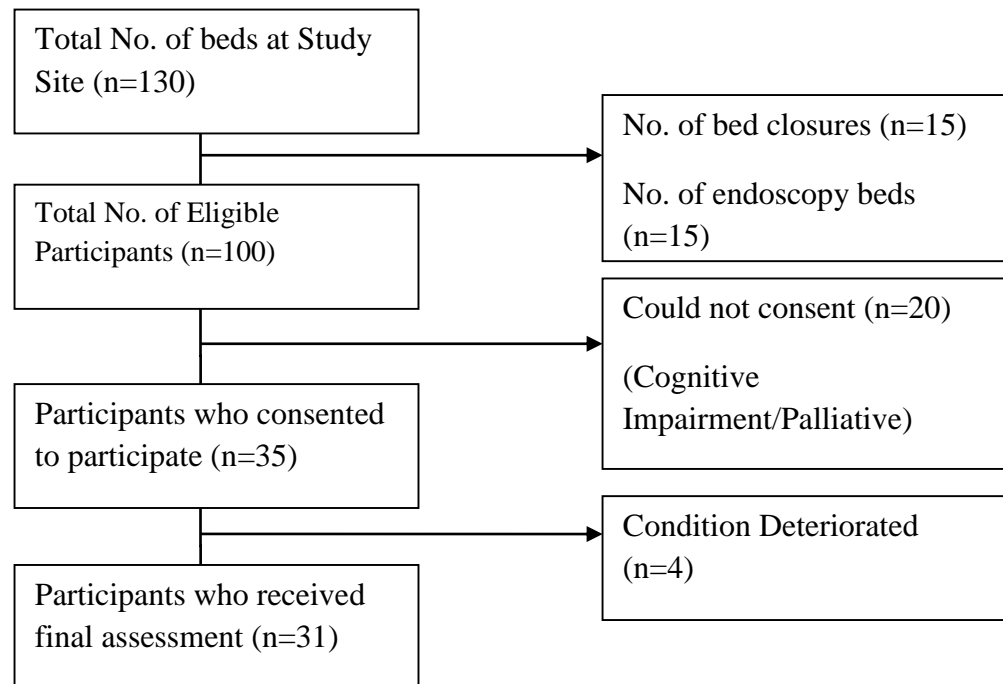 Total No. of beds at Study
Site (n=130)
No. of bed closures (n=15)
No. of endoscopy beds
(n=15)
Total No. of Eligible
Participants (n=100)
Could not consent (n=20)
(Cognitive
Impairment/Palliative)
Participants who consented
to participate (n=35)
Condition Deteriorated
(n=4)
Participants who received
final assessment (n=31)